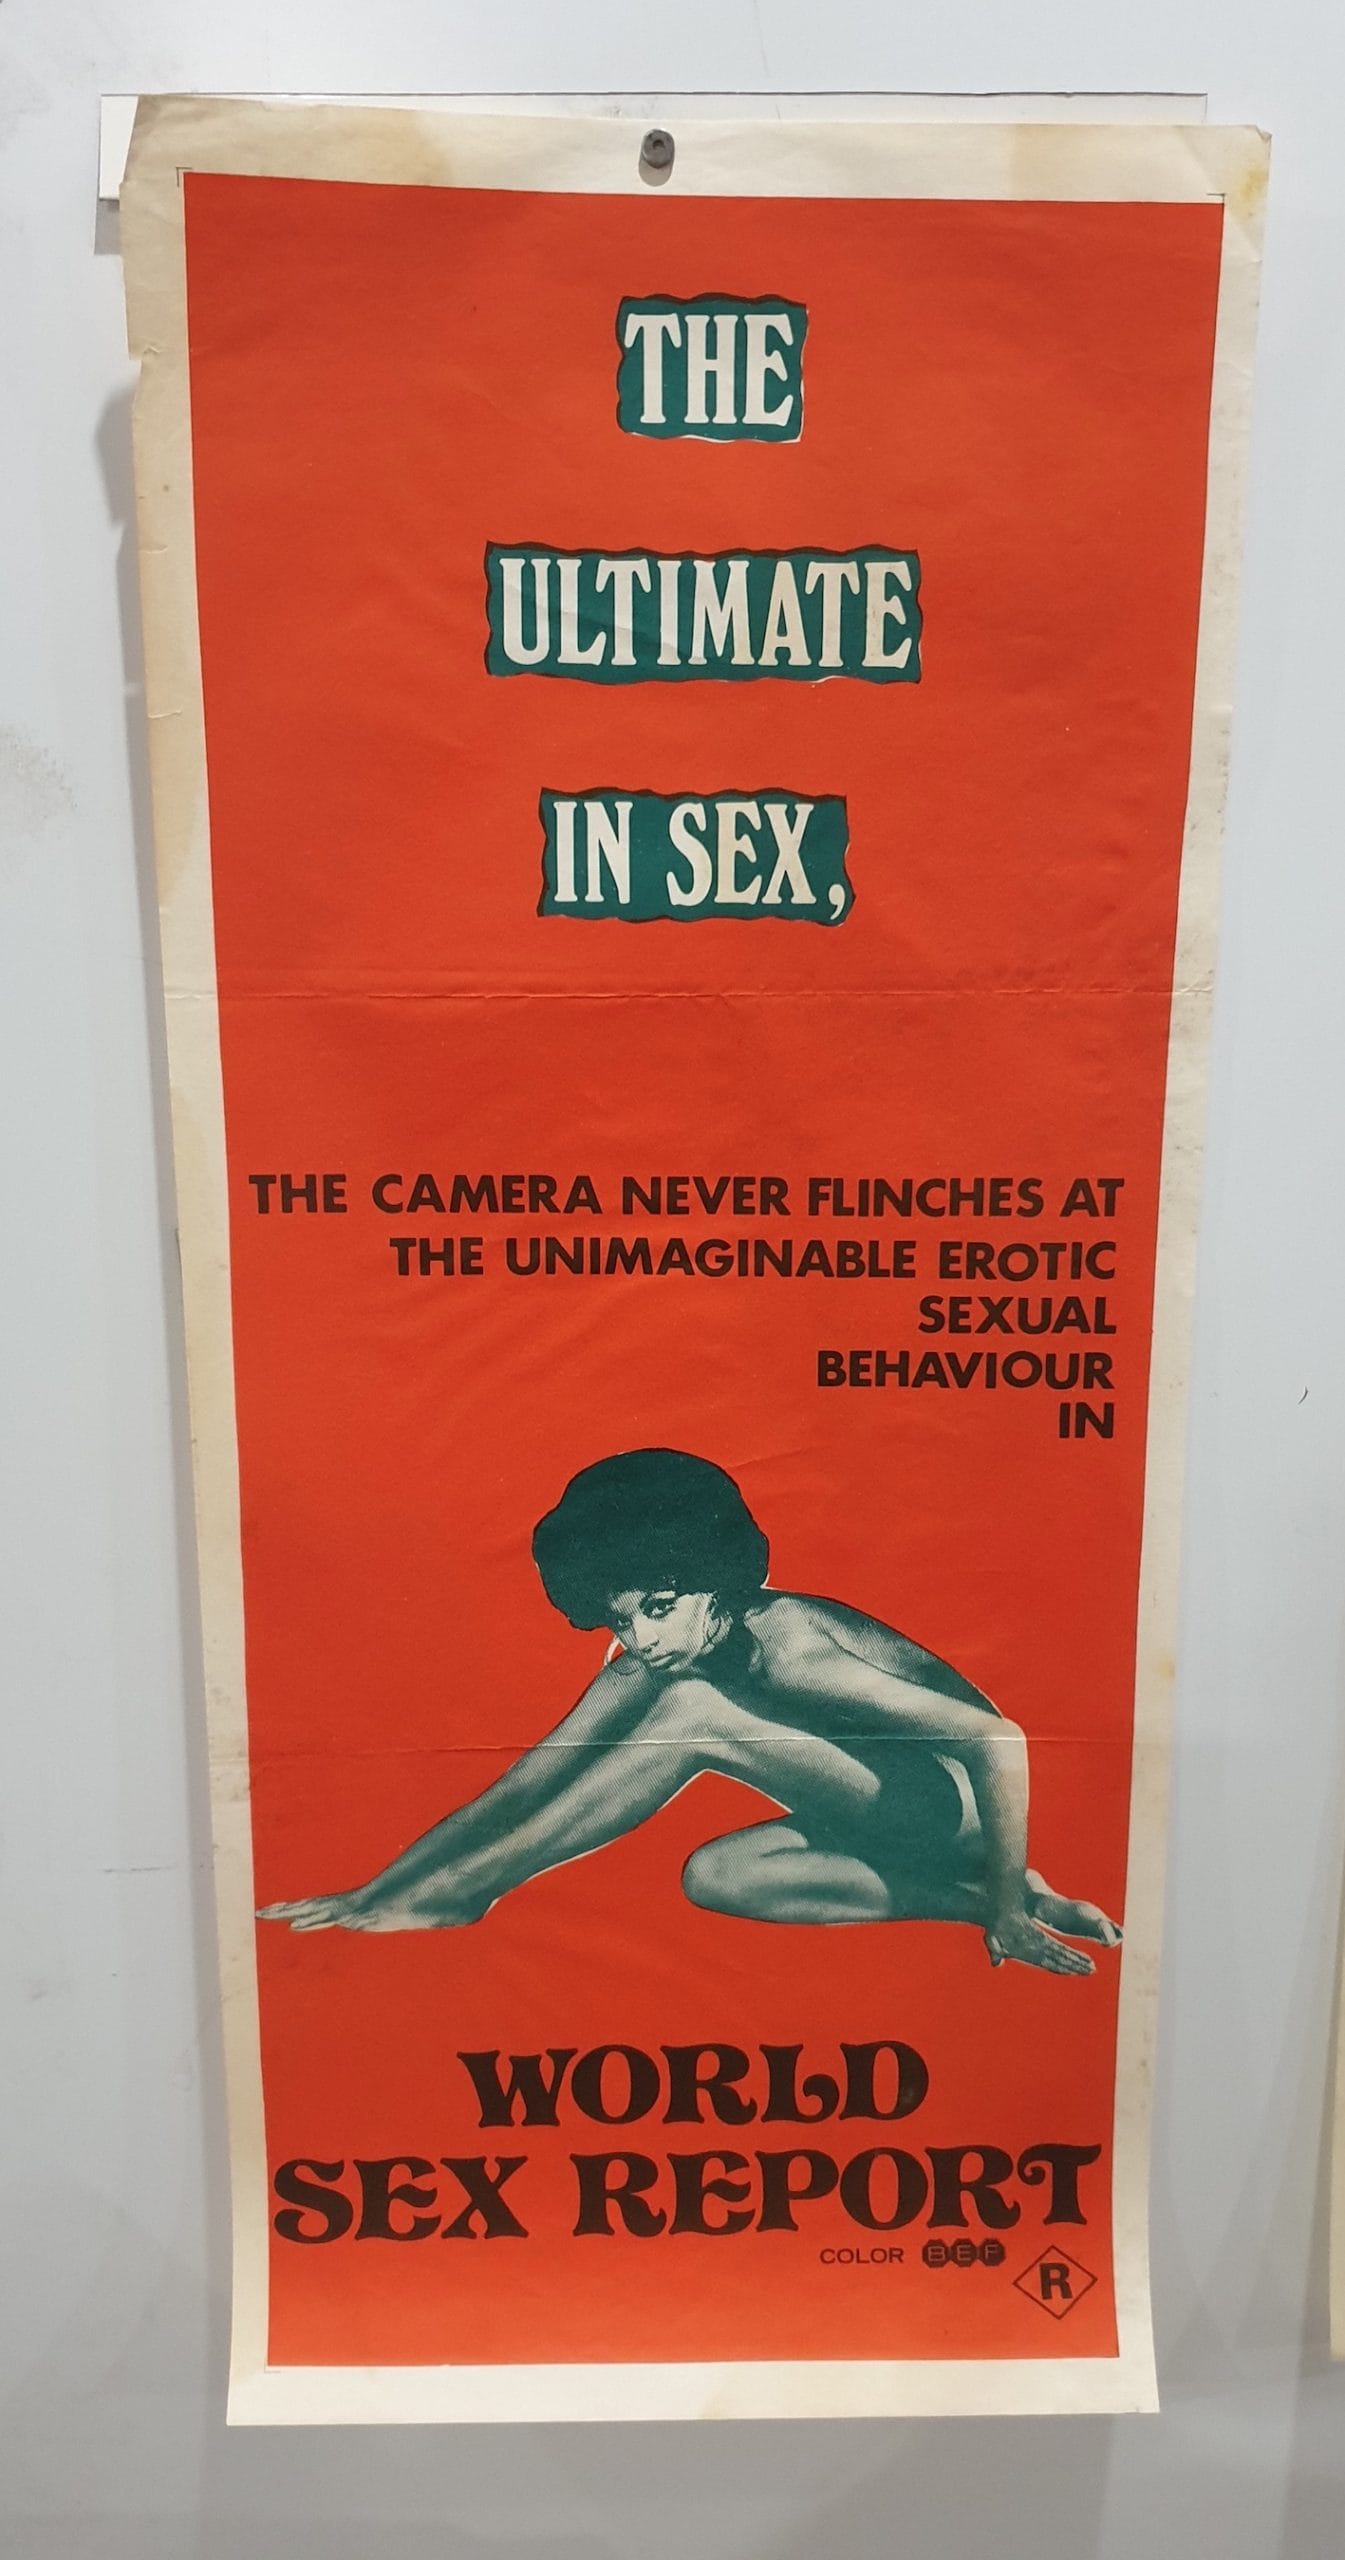 THE
ULTIMATE
IN SEX,
THE CAMERA NEVER FLINCHES AT
THE UNIMAGINABLE EROTIC
SEXUAL
BEHAVIOUR
IN
WORLD
SEX REPORT
COLOR BEF
R